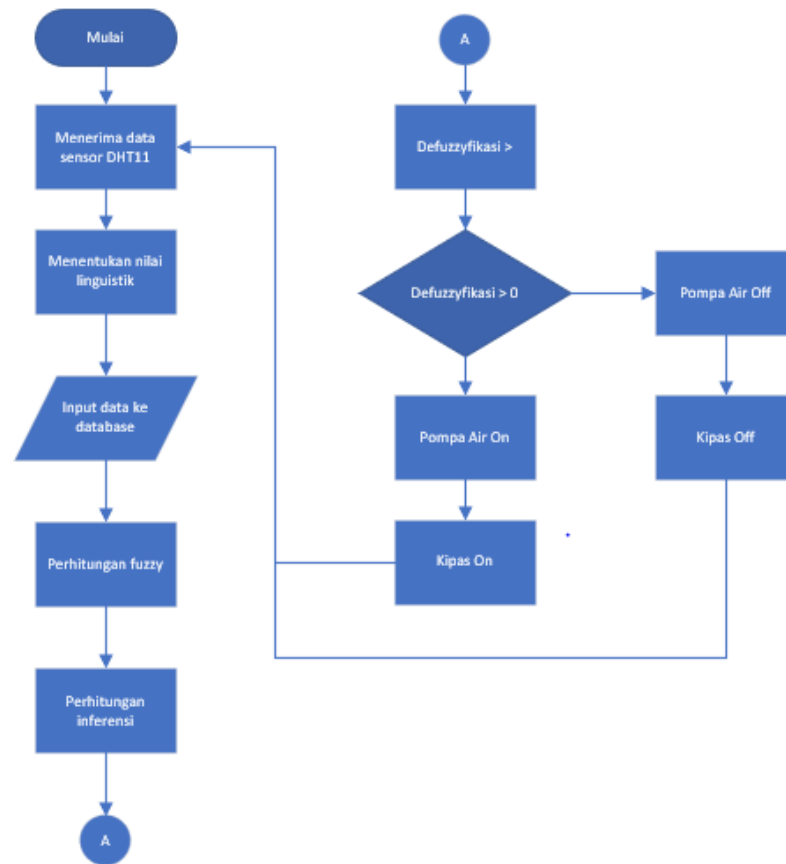 Mulai
Menerima data
sensor DHT11
Menentukan nilai
linguistik
Input data ke
database
Perhitungan fuzzy
Perhitungan
inferensi
A
A
Defuzzyfikasi >
Defuzzyfikasi > 0
Pompa Air On
Kipas On
Pompa Air Off
Kipas Off